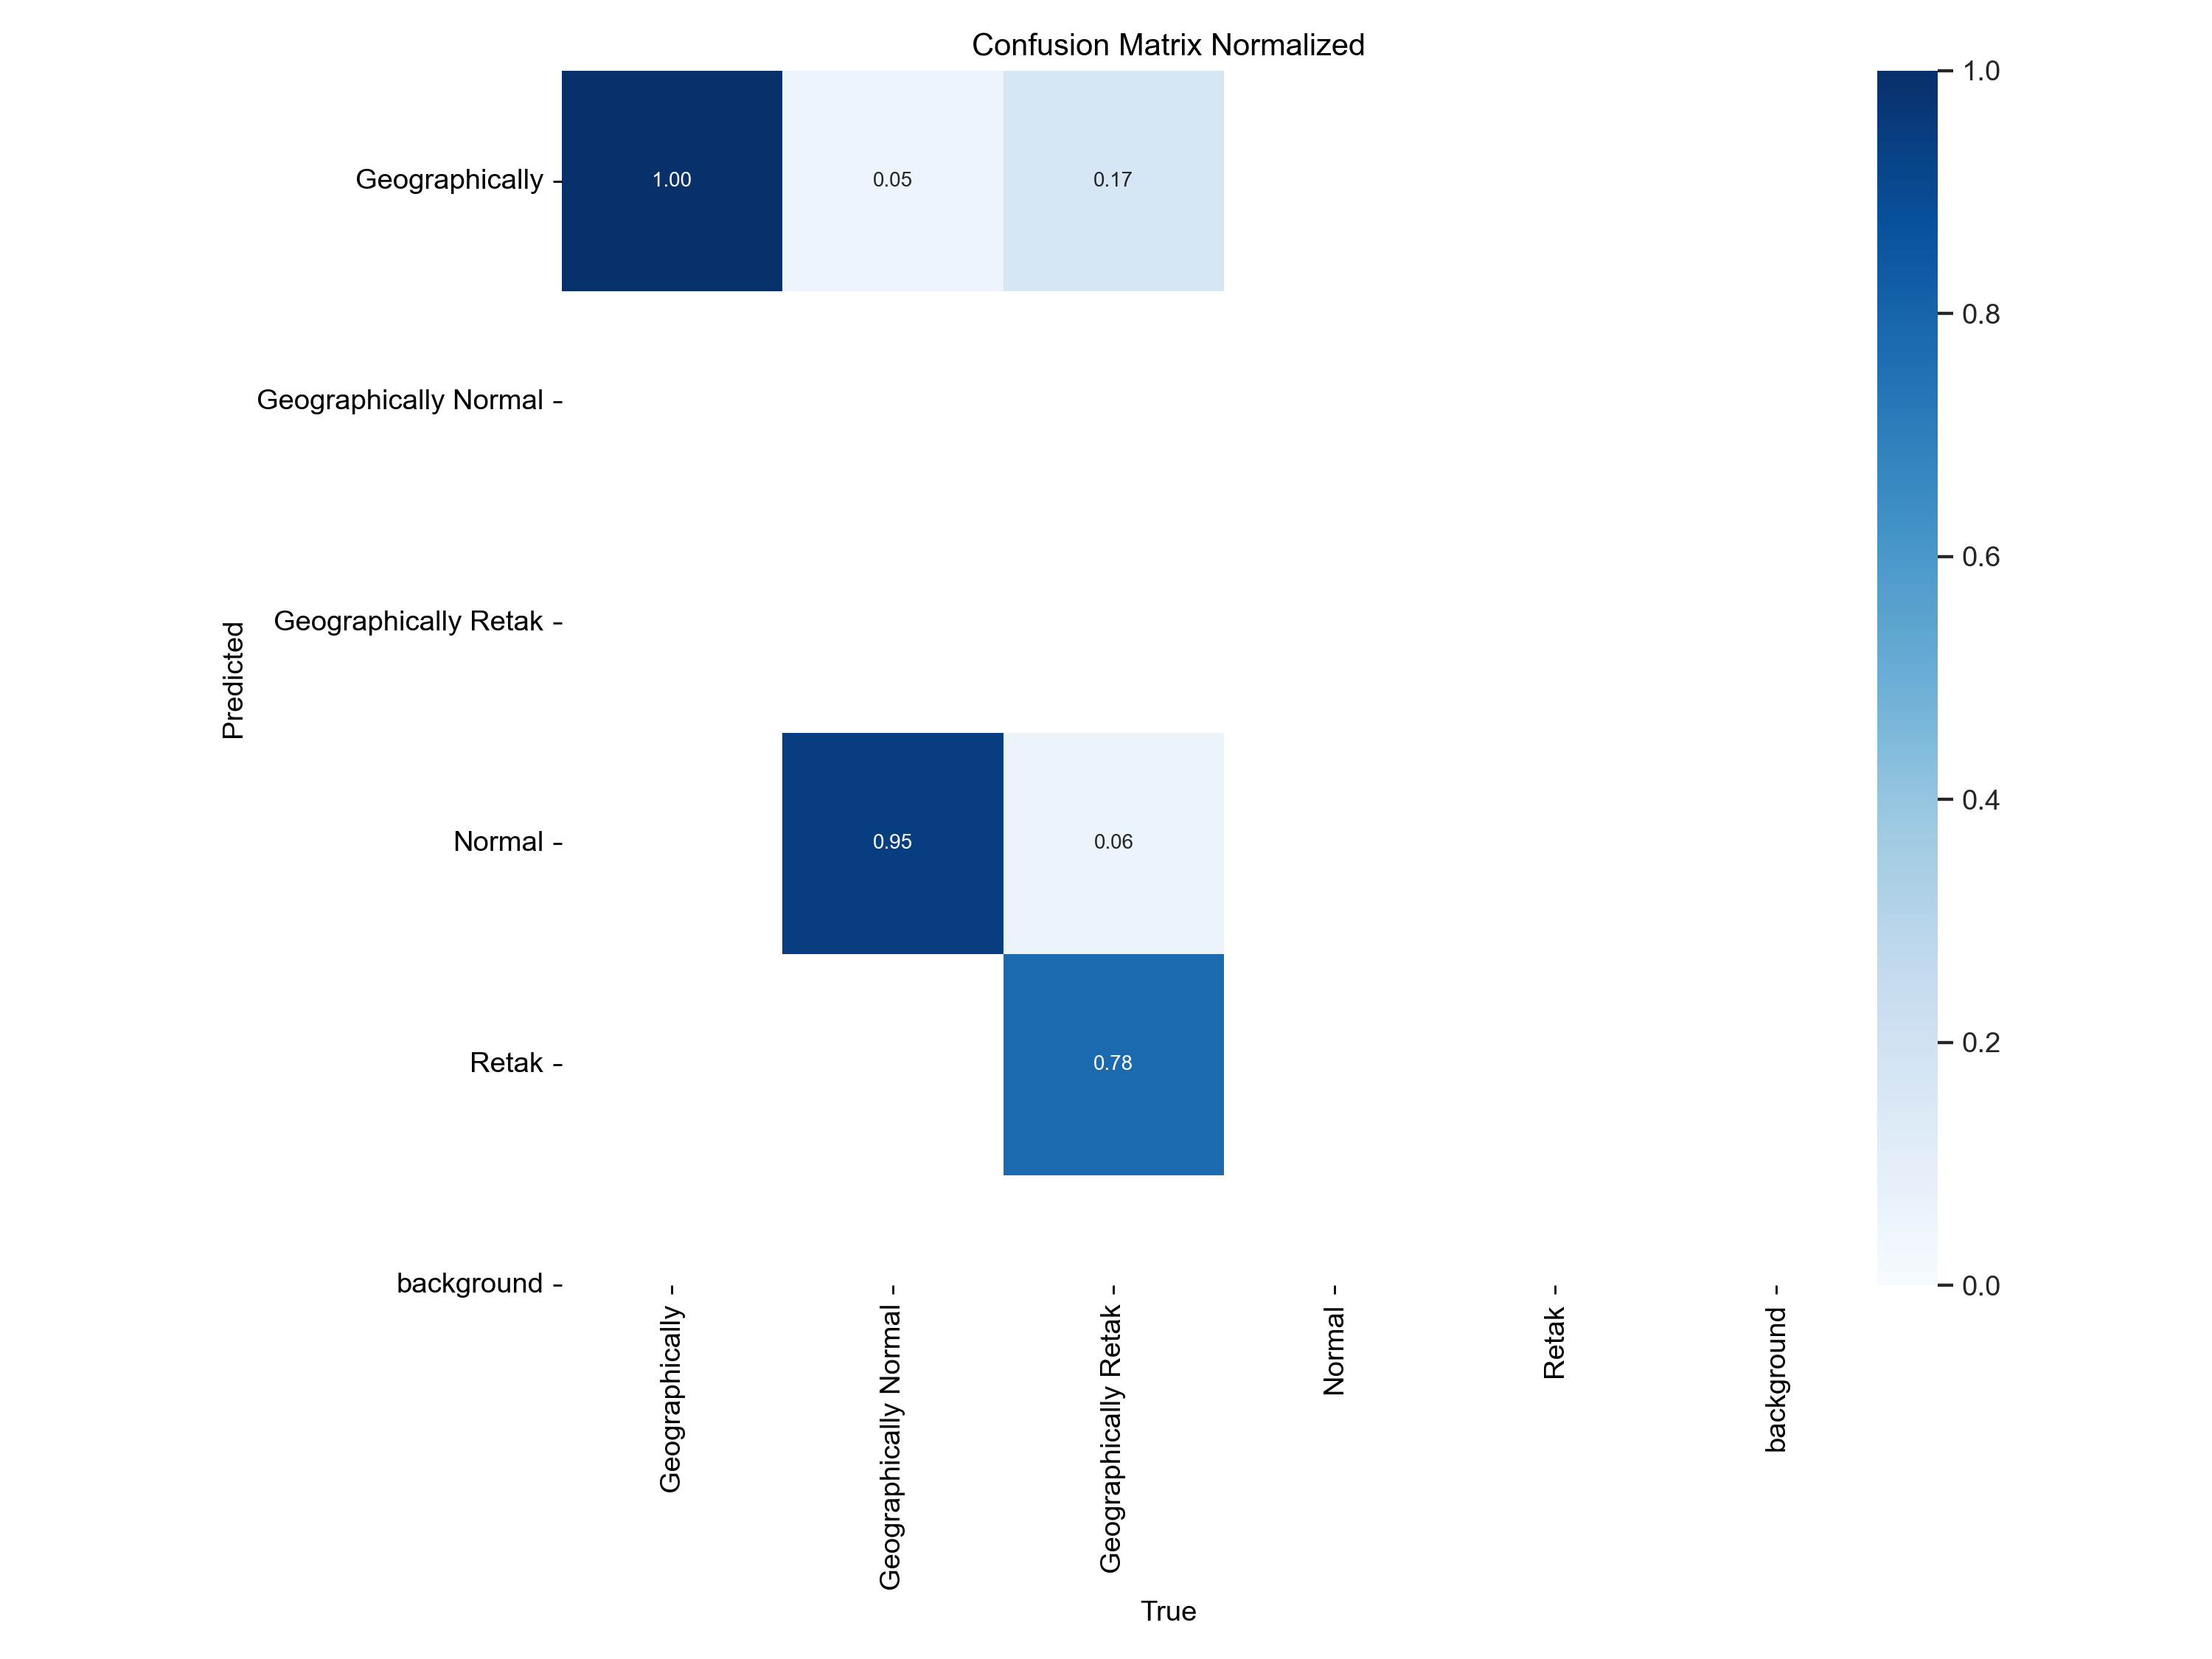 Confusion Matrix Normalized
Predicted
Geographically
Geographically Normal
Geographically Retak
Normal
Retak
background
1.00 0.05 0.17
0.95 0.06
0.78
1.0
0.8
0.6
0.4
0.2
0.0
Geographically
Geographically Normal
Geographically Retak
Normal
Retak
background
True